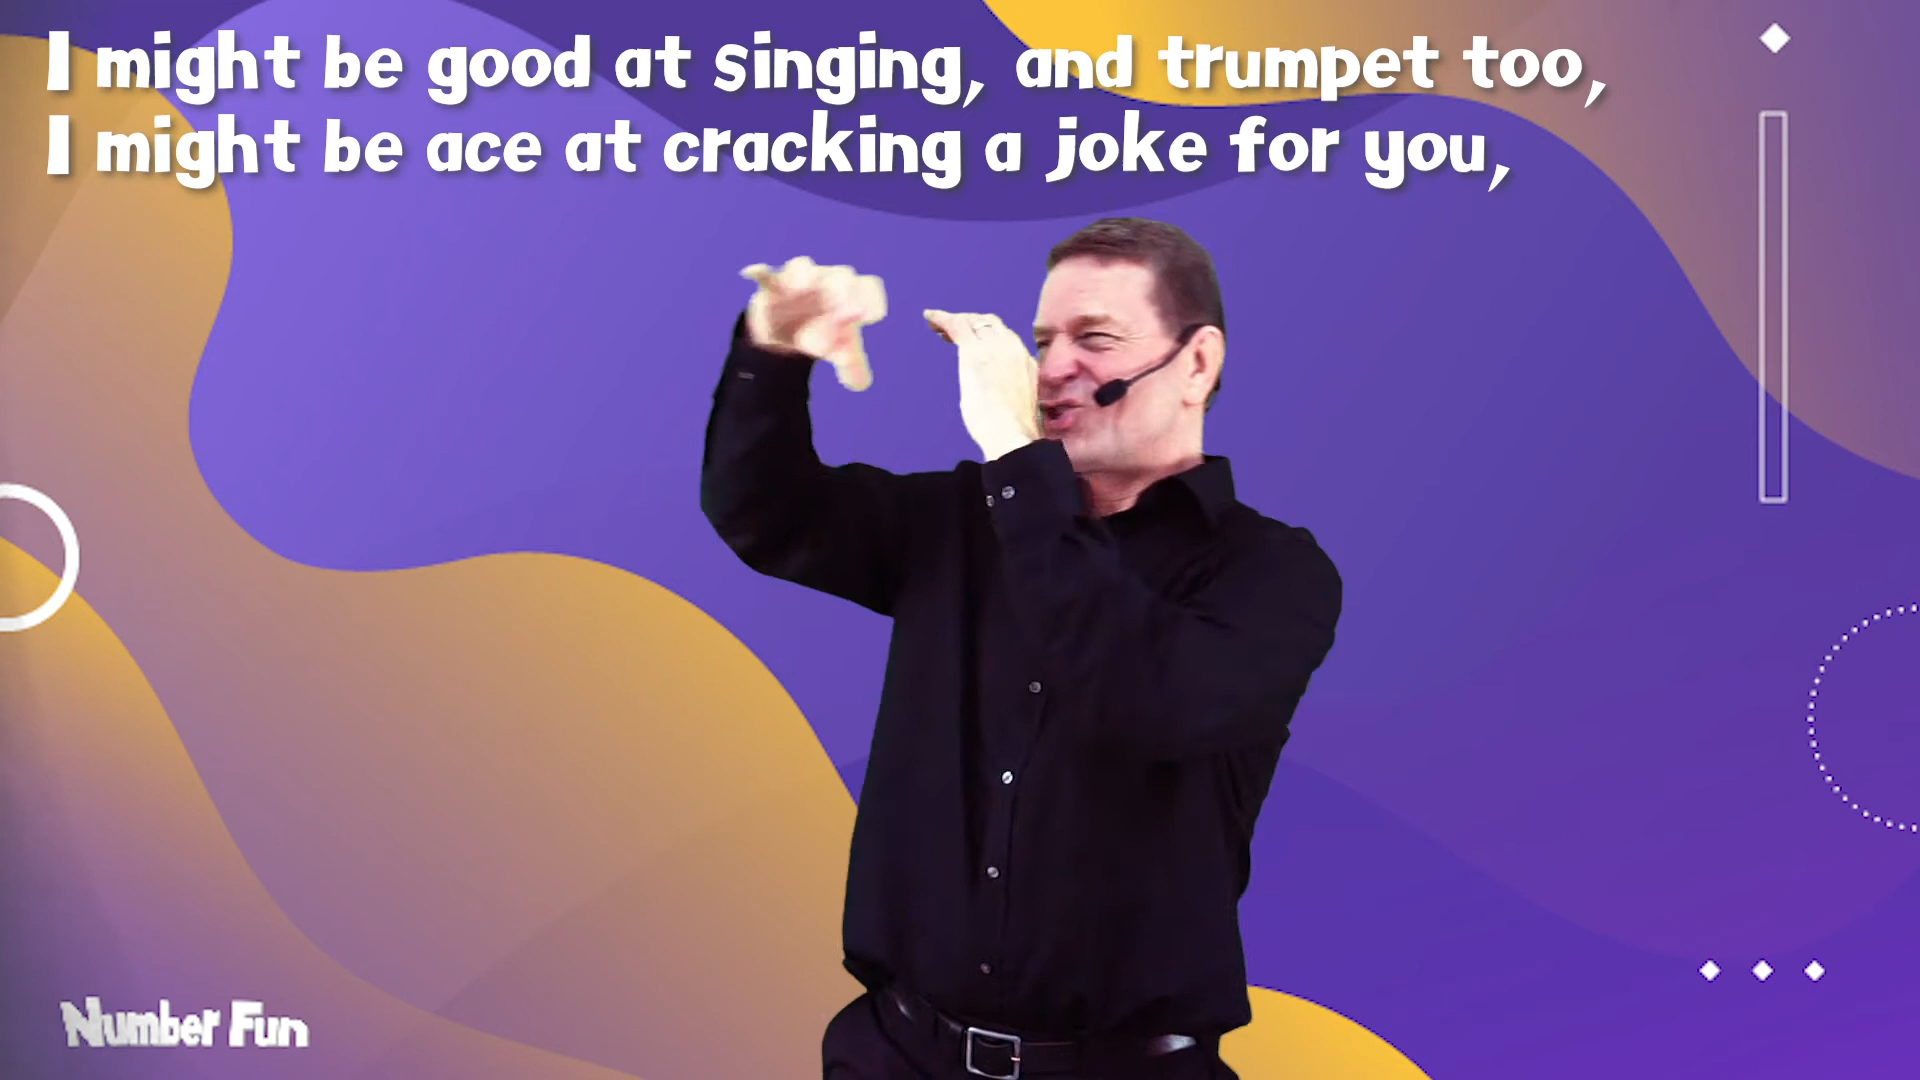 I might be good at singing, and trumpet too,
I might be ace at cracking a joke for you,
Number Fun